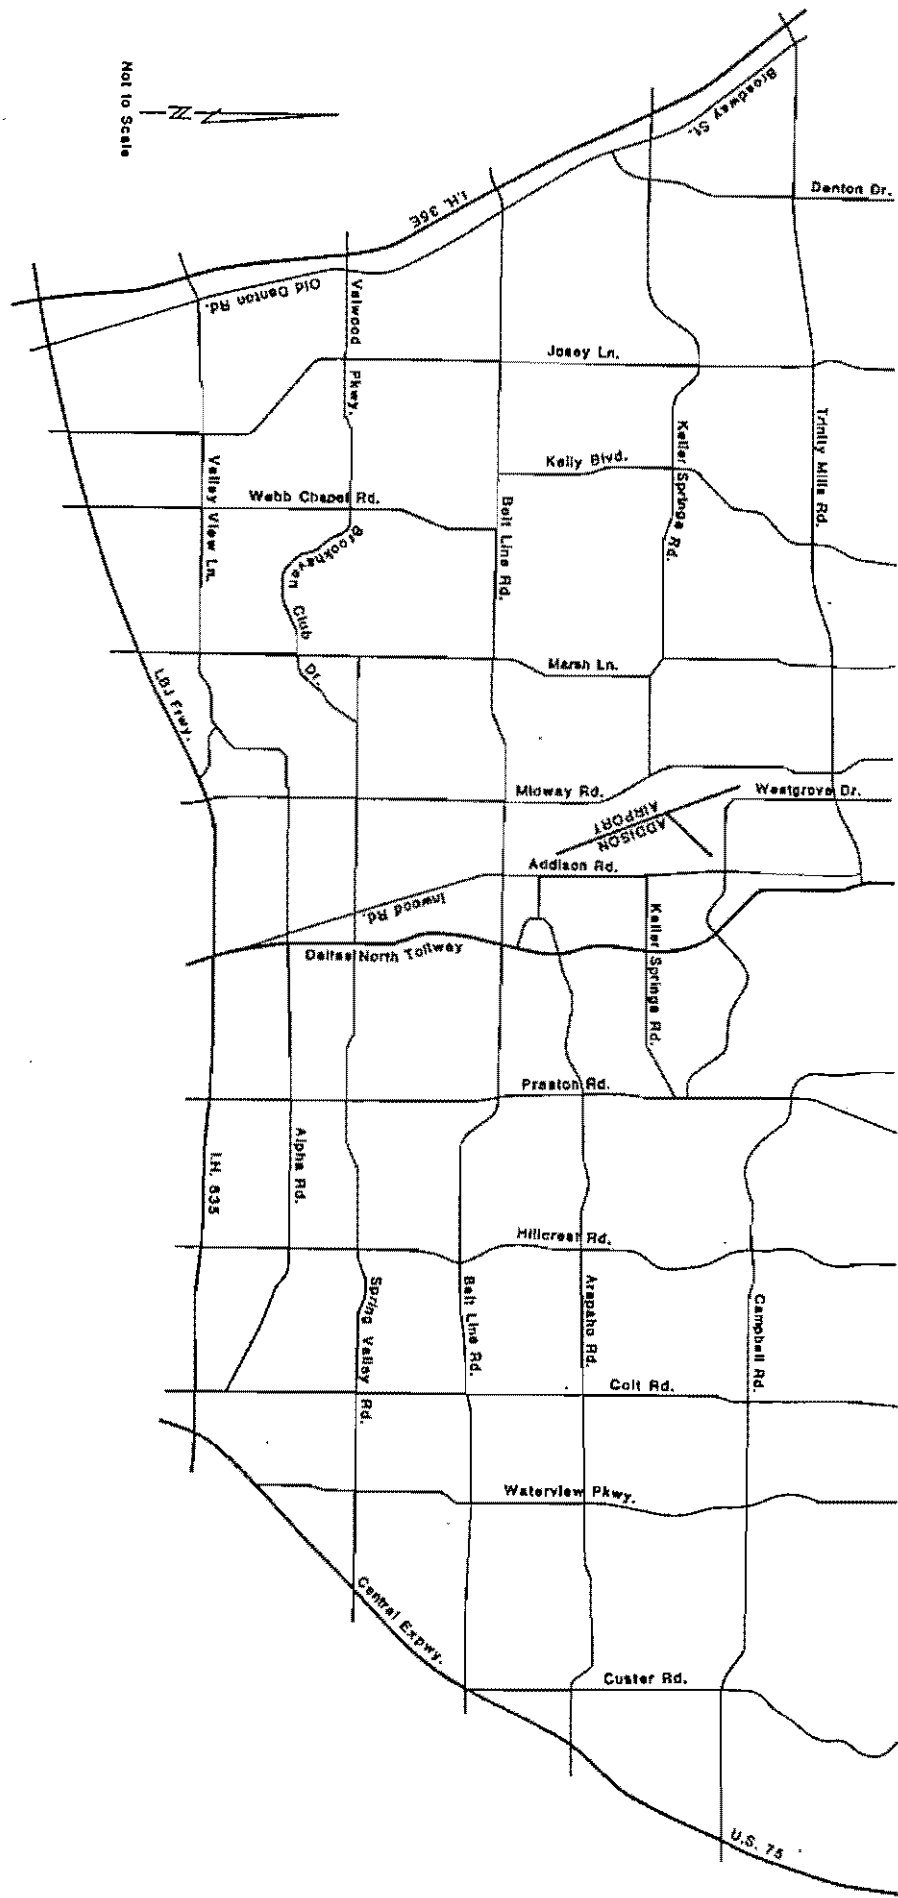 Not to Scale
N
Broadway St.
Denton Dr.
I.H. 35E
Old Denton Rd.
Valwood Pkwy.
Josey Ln.
Trinity Mills Rd.
Keller Springs Rd.
Kelly Blvd.
Valley View Ln.
Webb Chapel Rd.
Belt Line Rd.
Brookhaven Club Dr.
Marsh Ln.
LBJ Frwy.
Midway Rd.
Westgrove Dr.
ADDISON
AIRPORT
Addison Rd.
Inwood Rd.
Keller Springs Rd.
Dallas North Tollway
Preston Rd.
Alpha Rd.
I.H. 635
Hillcrest Rd.
Spring Valley Rd.
Belt Line Rd.
Arapaho Rd.
Campbell Rd.
Coit Rd.
Waterview Pkwy.
Central Expwy.
Custer Rd.
U.S. 75